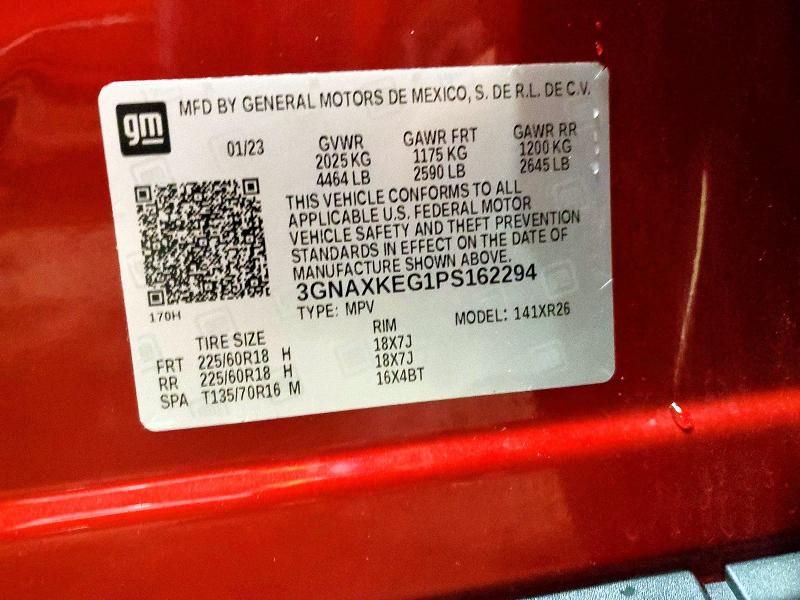 gm
MFD BY GENERAL MOTORS DE MEXICO, S. DE R.L. DE C.V.
01/23 GVWR GAWR FRT GAWR RR
2025 KG 1175 KG 1200 KG
4464 LB 2590 LB 2645 LB
THIS VEHICLE CONFORMS TO ALL
APPLICABLE U.S. FEDERAL MOTOR
VEHICLE SAFETY AND THEFT PREVENTION
STANDARDS IN EFFECT ON THE DATE OF
MANUFACTURE SHOWN ABOVE.
3GNAXKEG1PS162294
170H
TYPE: MPV MODEL: 141XR26
TIRE SIZE RIM
FRT 225/60R18 H 18X7J
RR 225/60R18 H 18X7J
SPA T135/70R16 M 16X4BT